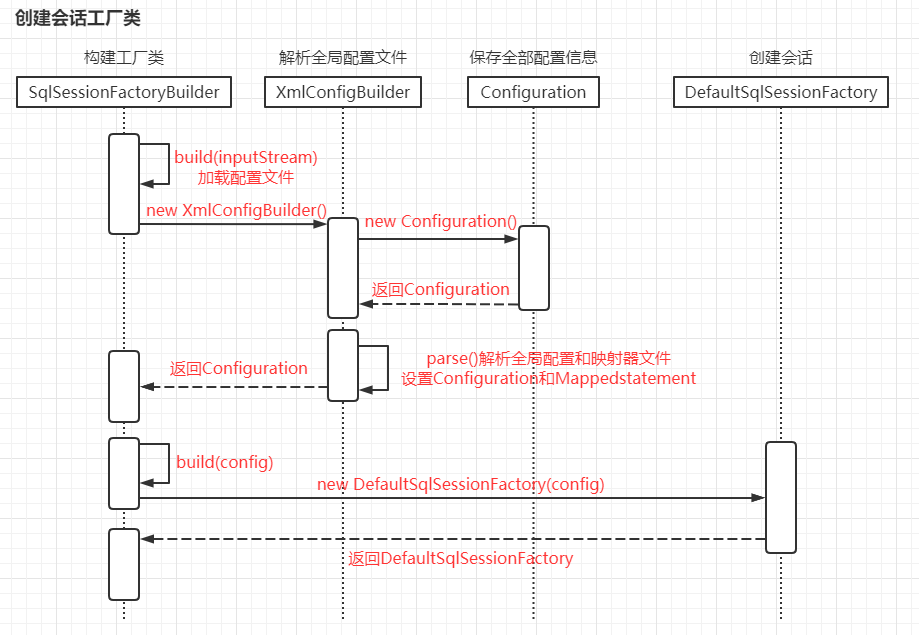 创建会话工厂类
构建工厂类
解析全局配置文件
保存全部配置信息
创建会话
SqlSessionFactoryBuilder
XmlConfigBuilder
Configuration
DefaultSqlSessionFactory
build(inputStream)
加载配置文件
new XmlConfigBuilder()
new Configuration()
返回Configuration
parse()解析全局配置和映射器文件
设置Configuration和Mappedstatement
返回Configuration
build(config)
new DefaultSqlSessionFactory(config)
返回DefaultSqlSessionFactory